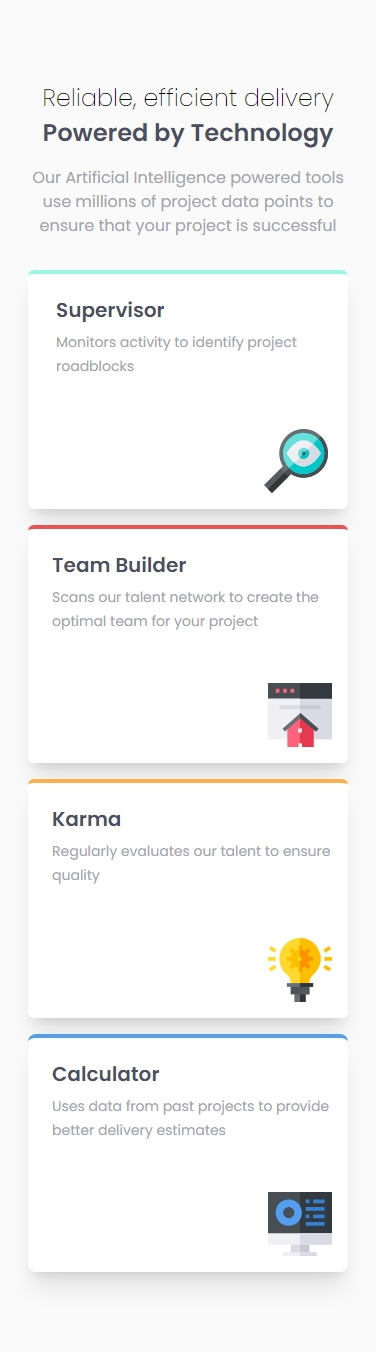 Reliable, efficient delivery
Powered by Technology
Our Artificial Intelligence powered tools
use millions of project data points to
ensure that your project is successful
Supervisor
Monitors activity to identify project
roadblocks
Team Builder
Scans our talent network to create the
optimal team for your project
Karma
Regularly evaluates our talent to ensure
quality
Calculator
Uses data from past projects to provide
better delivery estimates